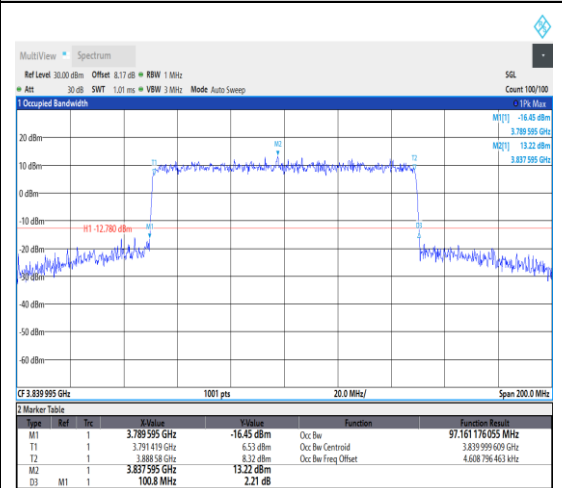 MultiView Spectrum
Ref Level 30.00 dBm Offset 8.17 dB RBW 1 MHz SGL
Att 30 dB SWT 1.01 ms VBW 3 MHz Mode Auto Sweep Count 100/100
1 Occupied Bandwidth 1Pk Max
M1[1] -16.45 dBm
3.789 595 GHz
M2[1] 13.22 dBm
3.837 595 GHz
20 dBm
M2
T1
T2
10 dBm
0 dBm
-10 dBm
H1 -12.780 dBm
M1
D3
-20 dBm
-30 dBm
-40 dBm
-50 dBm
-60 dBm
CF 3.839 995 GHz 1001 pts 20.0 MHz/ Span 200.0 MHz
2 Marker Table
Type Ref Trc X-Value Y-Value Function Function Result
M1 1 3.789 595 GHz -16.45 dBm Occ Bw 97.161 176 055 MHz
T1 1 3.791 419 GHz 6.53 dBm Occ Bw Centroid 3.839 999 609 GHz
T2 1 3.888 58 GHz 8.32 dBm Occ Bw Freq Offset 4.608 796 463 kHz
M2 1 3.837 595 GHz 13.22 dBm
D3 M1 1 100.8 MHz 2.21 dB